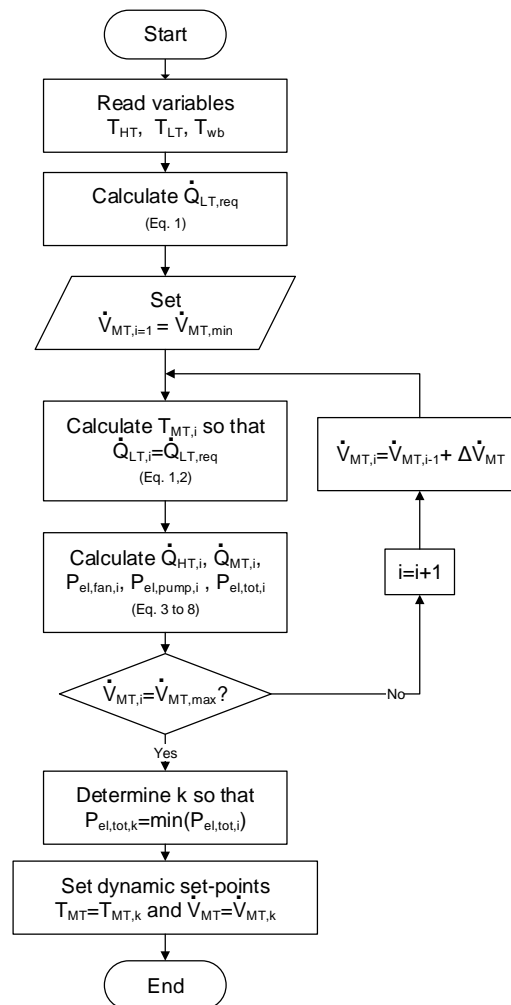 Start
Read variables
T_HT, T_LT, T_wb
Calculate Q̇_LT,req
(Eq. 1)
Set
V̇_MT,i=1 = V̇_MT,min
Calculate T_MT,i so that
Q̇_LT,i=Q̇_LT,req
(Eq. 1,2)
V̇_MT,i=V̇_MT,i-1+ ΔV̇_MT
Calculate Q̇_HT,i, Q̇_MT,i,
P_el,fan,i, P_el,pump,i , P_el,tot,i
(Eq. 3 to 8)
i=i+1
V̇_MT,i=V̇_MT,max?
No
Yes
Determine k so that
P_el,tot,k=min(P_el,tot,i)
Set dynamic set-points
T_MT=T_MT,k and V̇_MT=V̇_MT,k
End